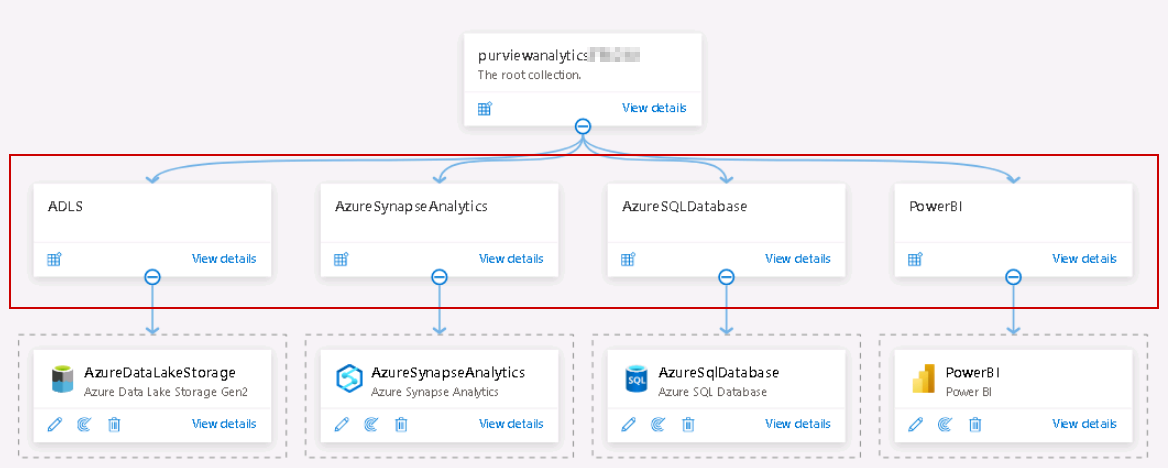 purviewanalytics
The root collection.
View details
ADLS
AzureSynapseAnalytics
AzureSQLDatabase
PowerBI
View details
View details
View details
View details
AzureDataLakeStorage
Azure Data Lake Storage Gen2
AzureSynapseAnalytics
Azure Synapse Analytics
SQL
AzureSqlDatabase
Azure SQL Database
PowerBI
Power BI
View details
View details
View details
View details